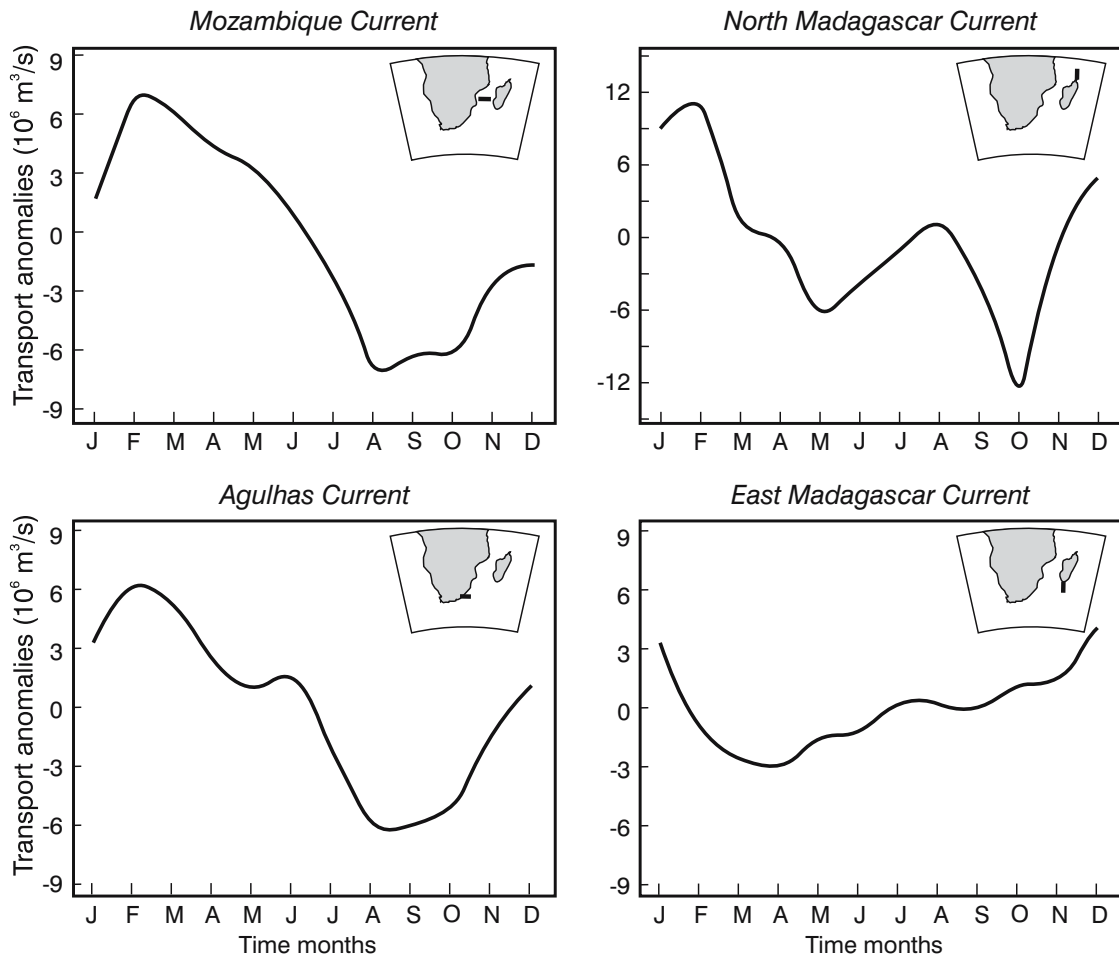 Mozambique Current
Transport anomalies (10⁶ m³/s)
9
6
3
0
-3
-6
-9
J F M A M J J A S O N D
North Madagascar Current
12
6
0
-6
-12
J F M A M J J A S O N D
Agulhas Current
Transport anomalies (10⁶ m³/s)
9
6
3
0
-3
-6
-9
J F M A M J J A S O N D
Time months
East Madagascar Current
9
6
3
0
-3
-6
-9
J F M A M J J A S O N D
Time months